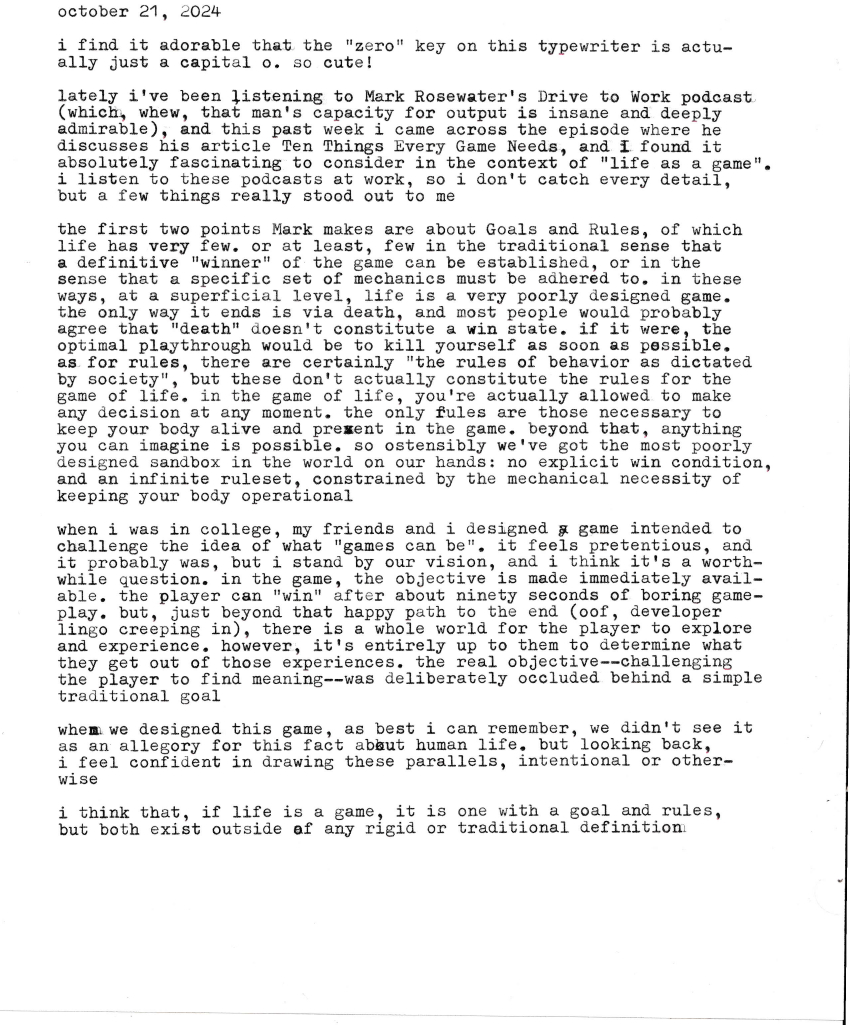 october 21, 2024
i find it adorable that the "zero" key on this typewriter is actu-
ally just a capital o. so cute!
lately i've been listening to Mark Rosewater's Drive to Work podcast
(which, whew, that man's capacity for output is insane and deeply
admirable), and this past week i came across the episode where he
discusses his article Ten Things Every Game Needs, and I found it
absolutely fascinating to consider in the context of "life as a game".
i listen to these podcasts at work, so i don't catch every detail,
but a few things really stood out to me
the first two points Mark makes are about Goals and Rules, of which
life has very few. or at least, few in the traditional sense that
a definitive "winner" of the game can be established, or in the
sense that a specific set of mechanics must be adhered to. in these
ways, at a superficial level, life is a very poorly designed game.
the only way it ends is via death, and most people would probably
agree that "death" doesn't constitute a win state. if it were, the
optimal playthrough would be to kill yourself as soon as possible.
as for rules, there are certainly "the rules of behavior as dictated
by society", but these don't actually constitute the rules for the
game of life. in the game of life, you're actually allowed to make
any decision at any moment. the only rules are those necessary to
keep your body alive and present in the game. beyond that, anything
you can imagine is possible. so ostensibly we've got the most poorly
designed sandbox in the world on our hands: no explicit win condition,
and an infinite ruleset, constrained by the mechanical necessity of
keeping your body operational
when i was in college, my friends and i designed a game intended to
challenge the idea of what "games can be". it feels pretentious, and
it probably was, but i stand by our vision, and i think it's a worth-
while question. in the game, the objective is made immediately avail-
able. the player can "win" after about ninety seconds of boring game-
play. but, just beyond that happy path to the end (oof, developer
lingo creeping in), there is a whole world for the player to explore
and experience. however, it's entirely up to them to determine what
they get out of those experiences. the real objective--challenging
the player to find meaning--was deliberately occluded behind a simple
traditional goal
when we designed this game, as best i can remember, we didn't see it
as an allegory for this fact about human life. but looking back,
i feel confident in drawing these parallels, intentional or other-
wise
i think that, if life is a game, it is one with a goal and rules,
but both exist outside of any rigid or traditional definition